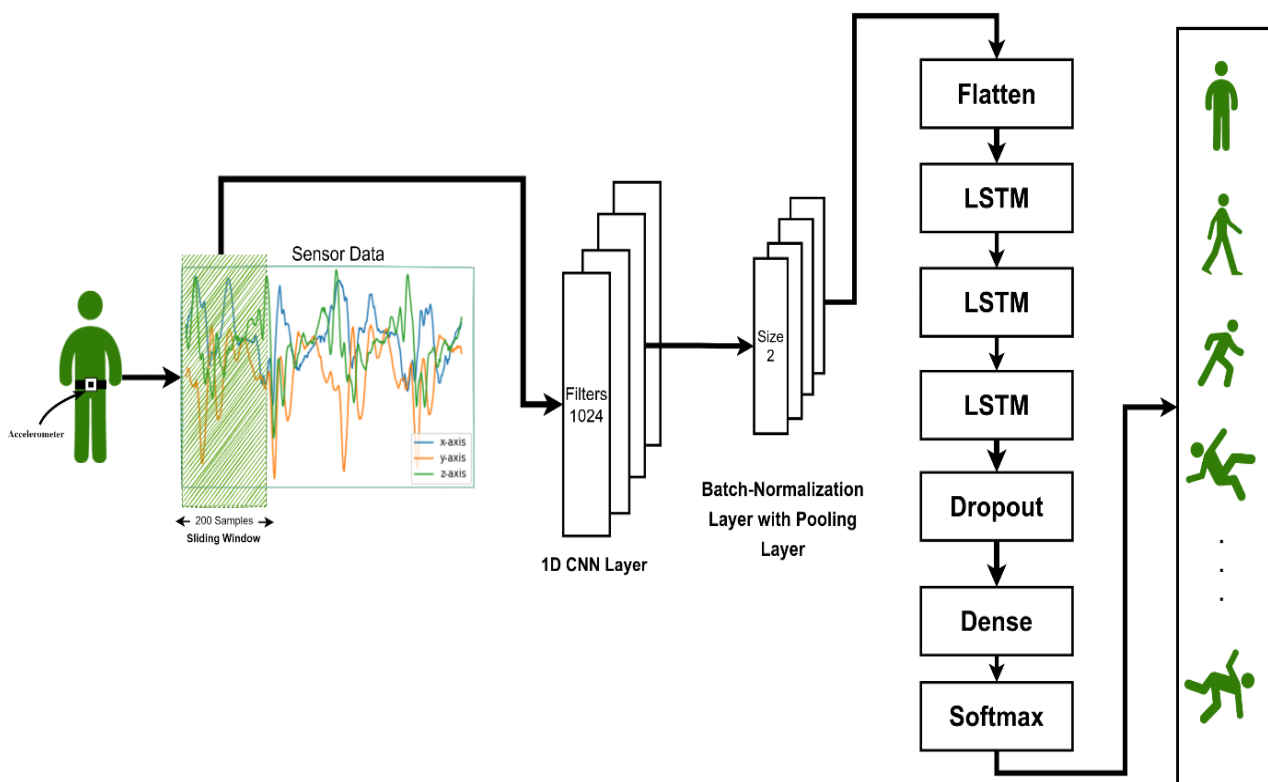 Accelerometer
Sensor Data
x-axis
y-axis
z-axis
200 Samples
Sliding Window
Filters
1024
1D CNN Layer
Size
2
Batch-Normalization
Layer with Pooling
Layer
Flatten
LSTM
LSTM
LSTM
Dropout
Dense
Softmax